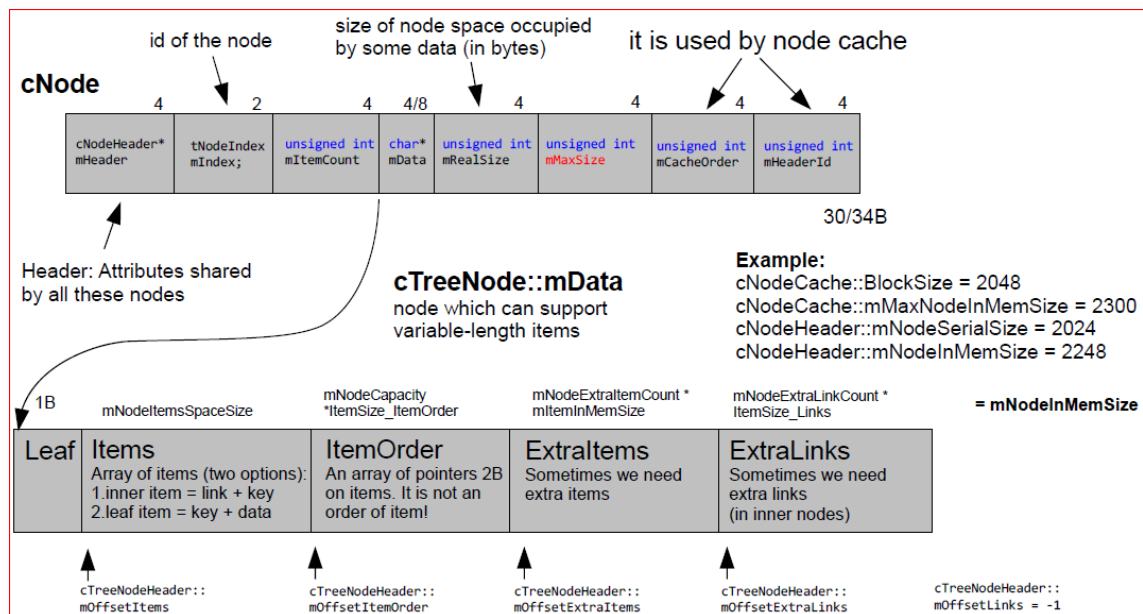 id of the node
size of node space occupied
by some data (in bytes)
it is used by node cache
cNode
4
2
4
4/8
4
4
4
4
cNodeHeader*
mHeader
tNodeIndex
mIndex;
unsigned int
mItemCount
char*
mData
unsigned int
mRealSize
unsigned int
mMaxSize
unsigned int
mCacheOrder
unsigned int
mHeaderId
30/34B
Header: Attributes shared
by all these nodes
cTreeNode::mData
node which can support
variable-length items
Example:
cNodeCache::BlockSize = 2048
cNodeCache::mMaxNodeInMemSize = 2300
cNodeHeader::mNodeSerialSize = 2024
cNodeHeader::mNodeInMemSize = 2248
1B
mNodeItemsSpaceSize
mNodeCapacity
*ItemSize_ItemOrder
mNodeExtraItemCount *
mItemInMemSize
mNodeExtraLinkCount *
ItemSize_Links
= mNodeInMemSize
Leaf
Items
Array of items (two options):
1.inner item = link + key
2.leaf item = key + data
ItemOrder
An array of pointers 2B
on items. It is not an
order of item!
ExtraItems
Sometimes we need
extra items
ExtraLinks
Sometimes we need
extra links
(in inner nodes)
cTreeNodeHeader::
mOffsetItems
cTreeNodeHeader::
mOffsetItemOrder
cTreeNodeHeader::
mOffsetExtraItems
cTreeNodeHeader::
mOffsetExtraLinks
cTreeNodeHeader::
mOffsetLinks = -1